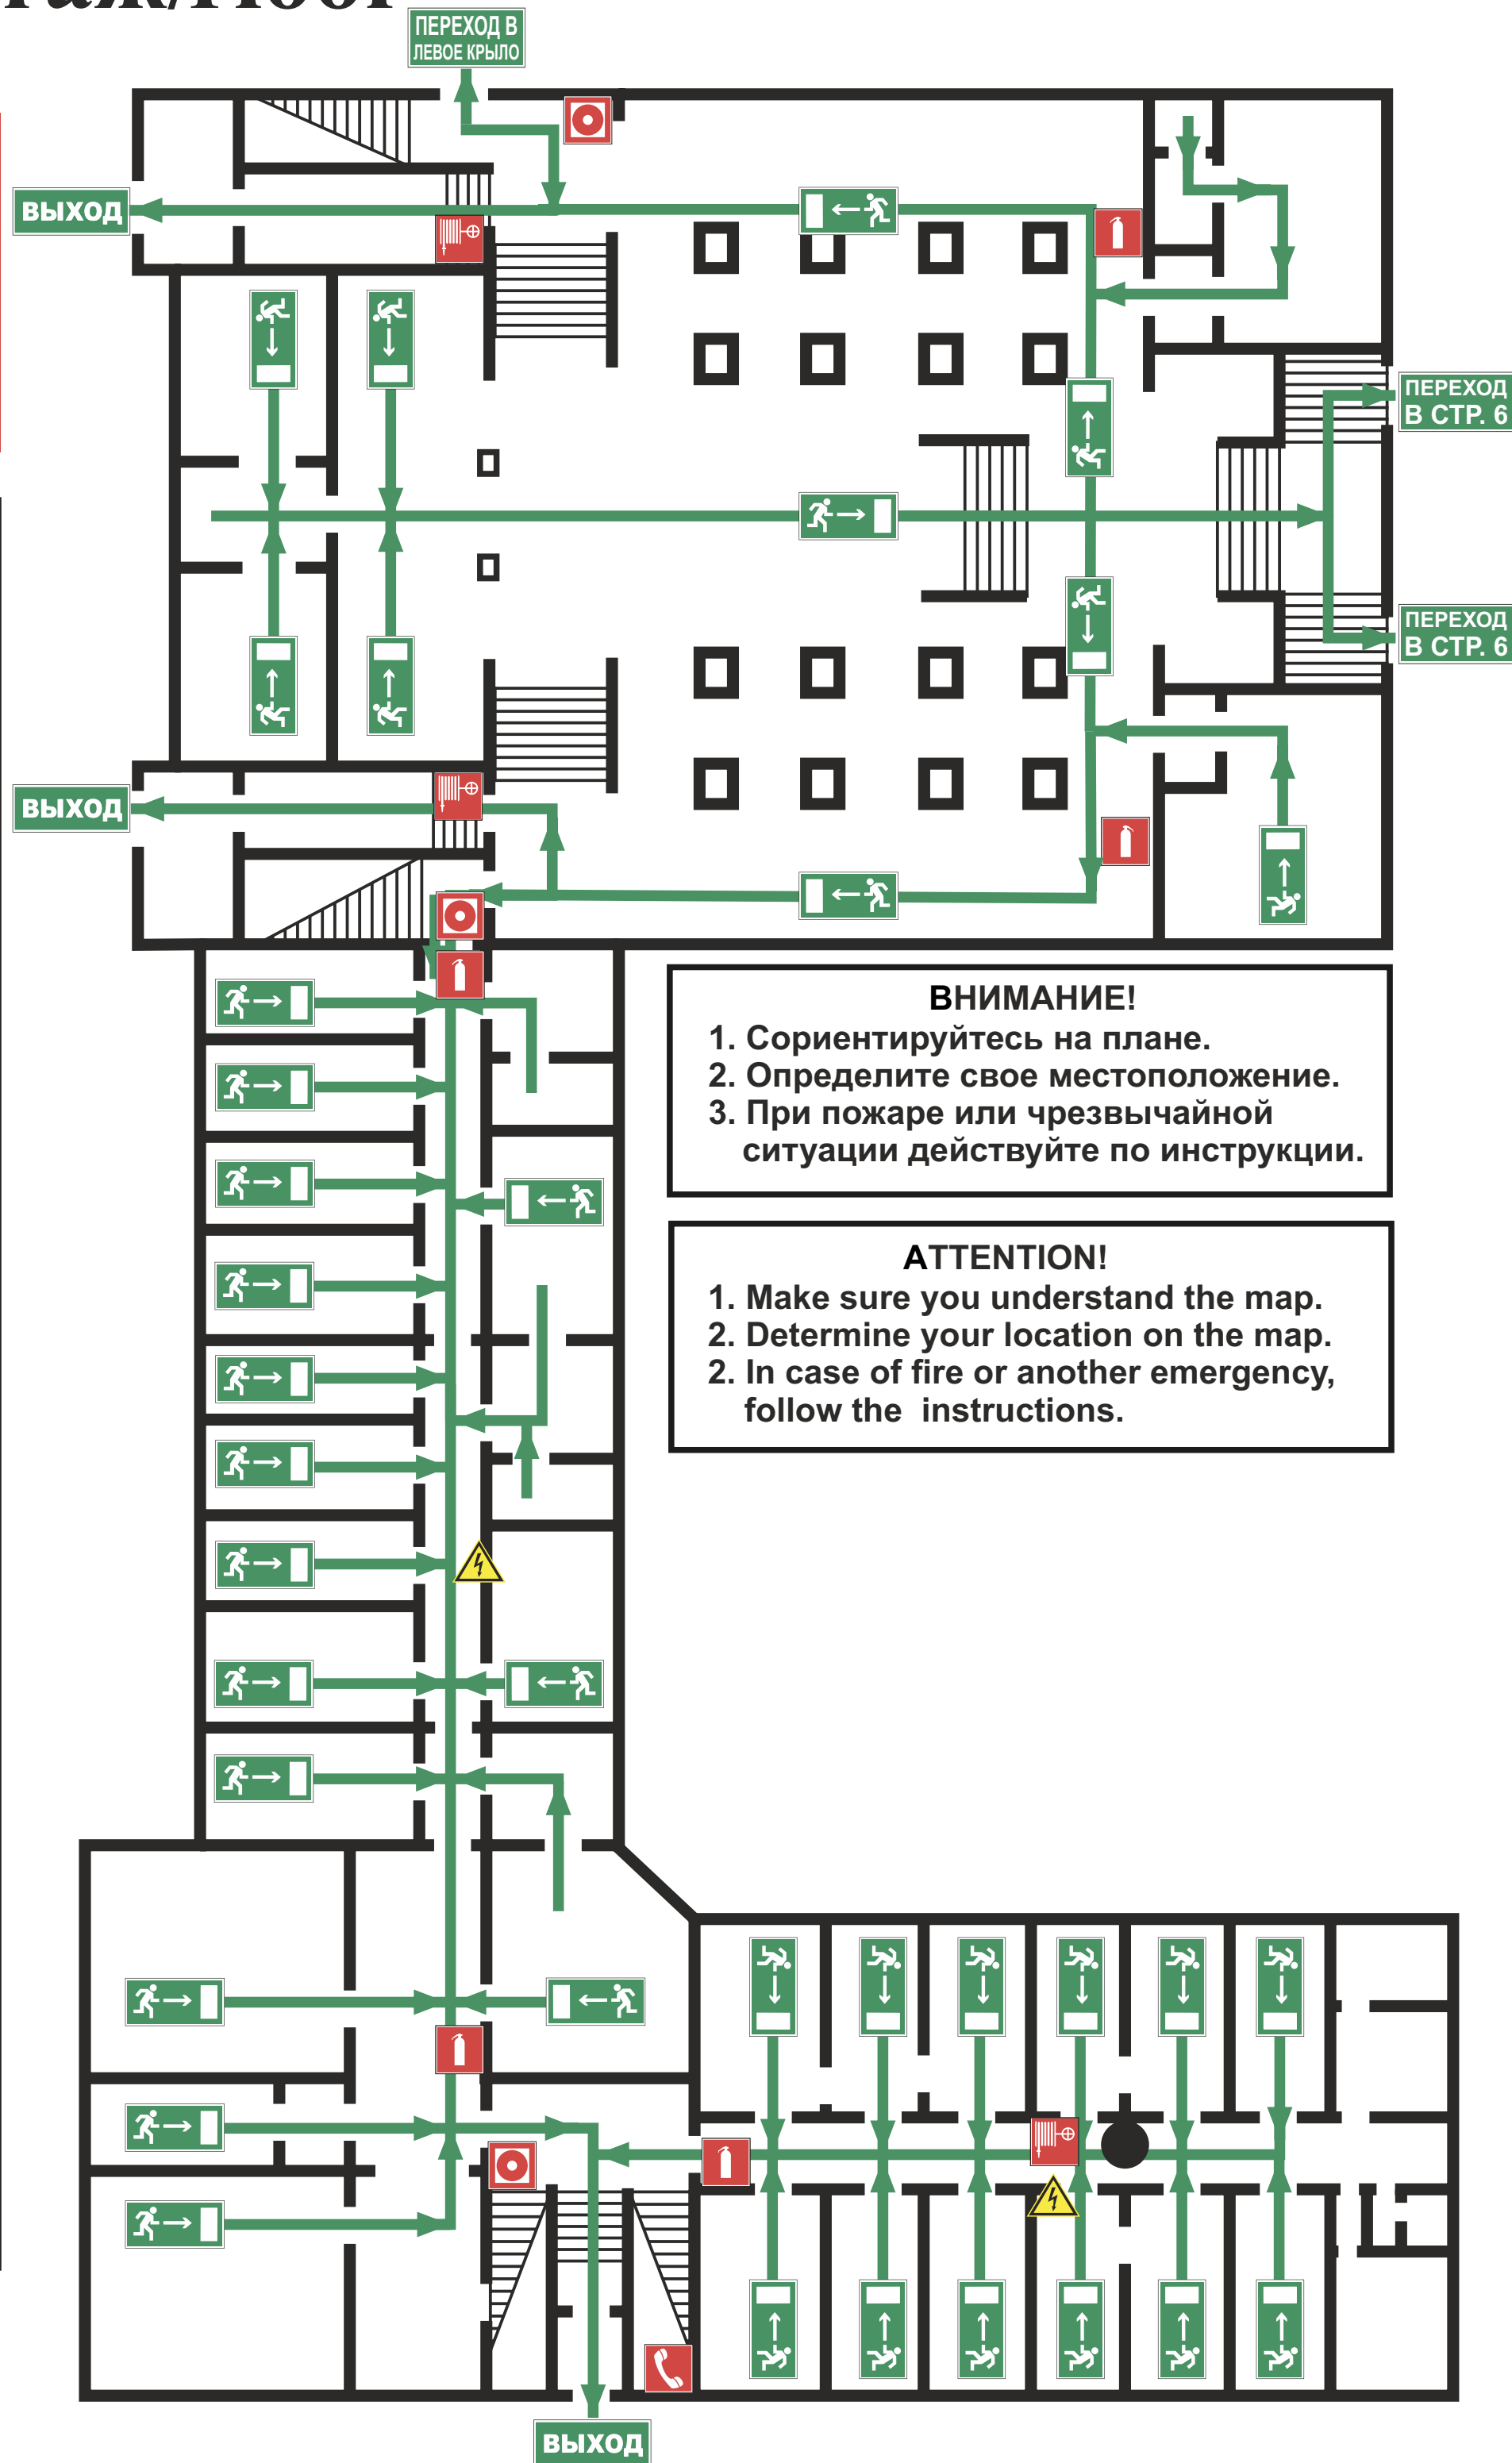 ПЕРЕХОД В
ЛЕВОЕ КРЫЛО
ВЫХОД
ПЕРЕХОД
В СТР. 6
ПЕРЕХОД
В СТР. 6
ВЫХОД
ВНИМАНИЕ!
1. Сориентируйтесь на плане.
2. Определите свое местоположение.
3. При пожаре или чрезвычайной
ситуации действуйте по инструкции.
ATTENTION!
1. Make sure you understand the map.
2. Determine your location on the map.
2. In case of fire or another emergency,
follow the instructions.
ВЫХОД